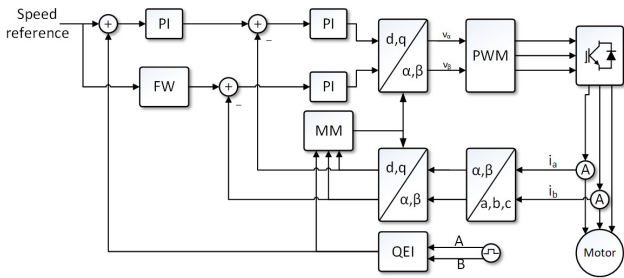 Speed
reference
+
PI
+
−
PI
d,q
α,β
vα
vβ
PWM
FW
+
−
PI
MM
d,q
α,β
α,β
a,b,c
ia
A
ib
A
QEI
A
B
Motor